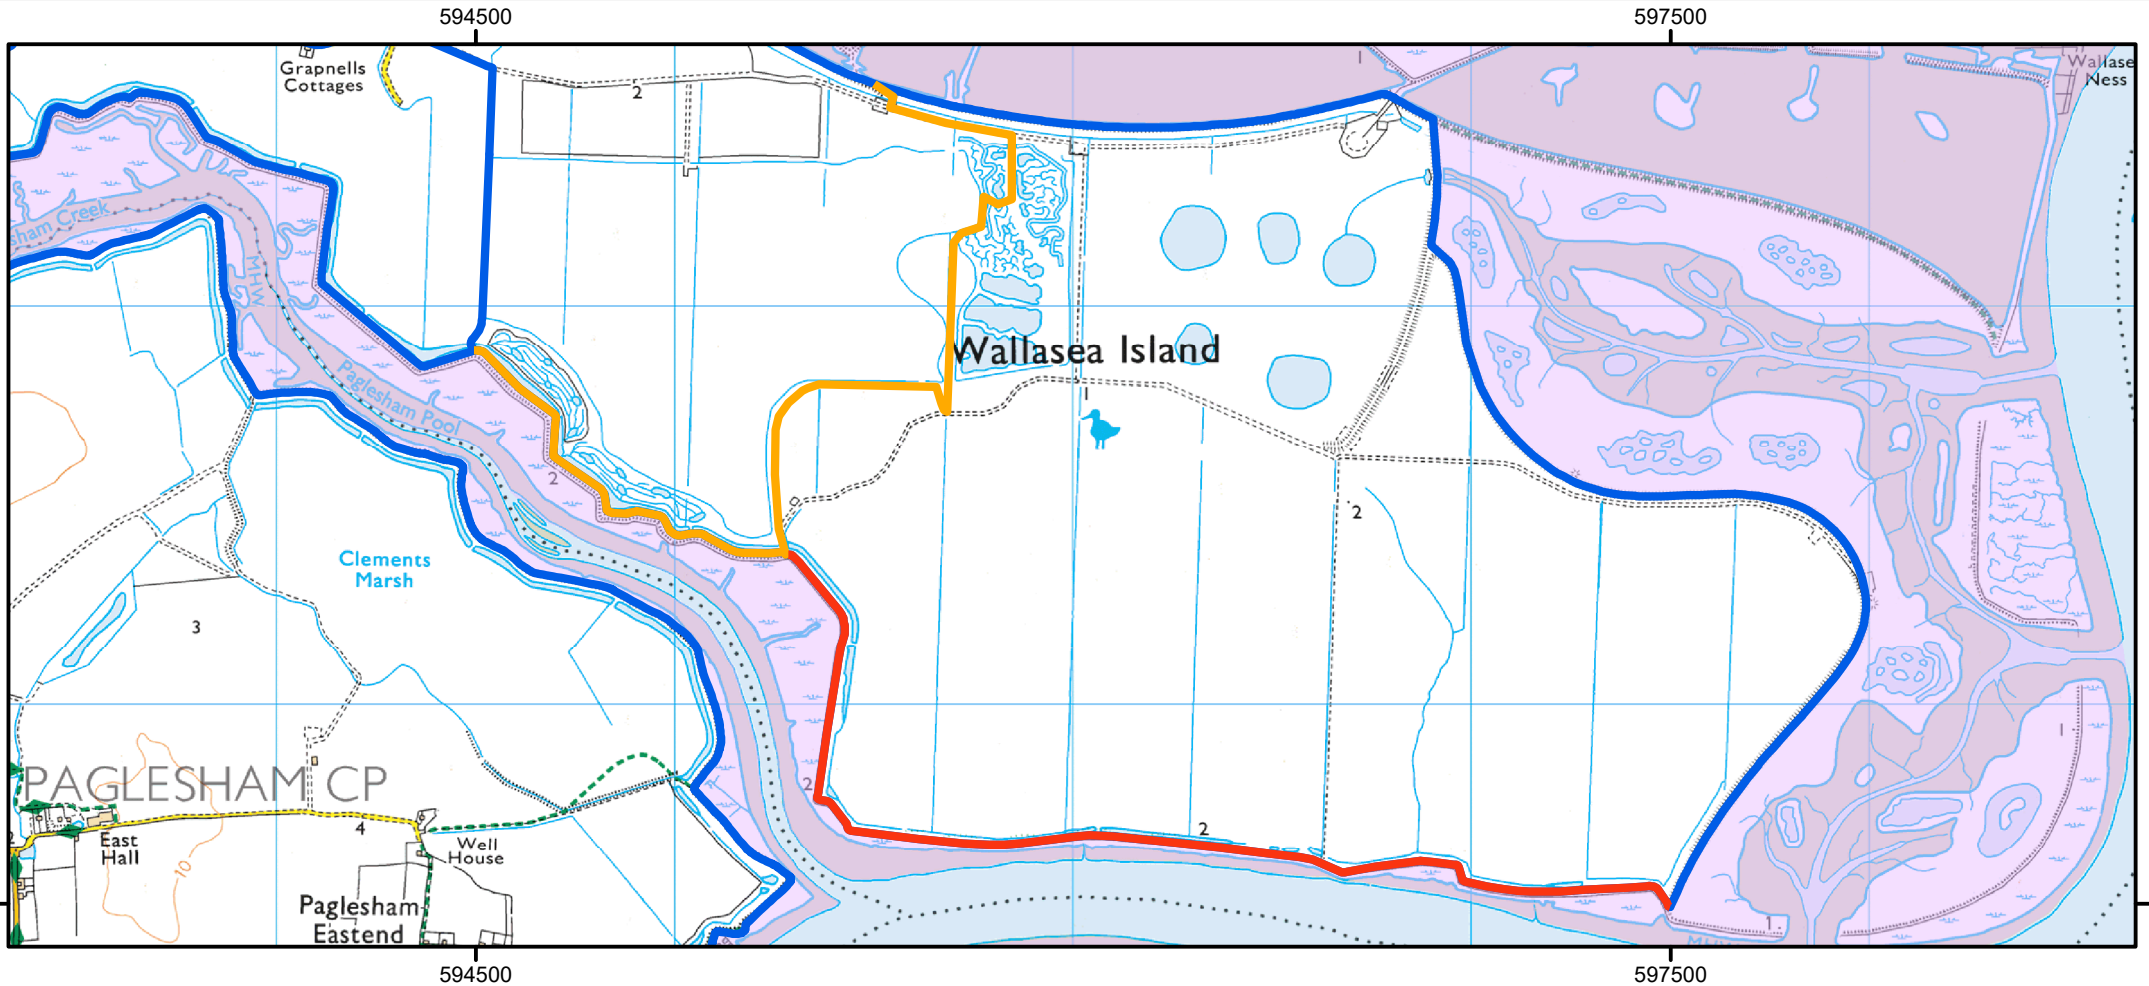 594500
597500
Grapnells
Cottages
2
1
Wallase
Ness
sham Creek
MHW
Wallasea Island
Paglesham Pool
1
2
2
Clements
Marsh
3
PAGLESHAM CP
2
2
4
East
Hall
10
Well
House
Paglesham
Eastend
1
1
594500
597500